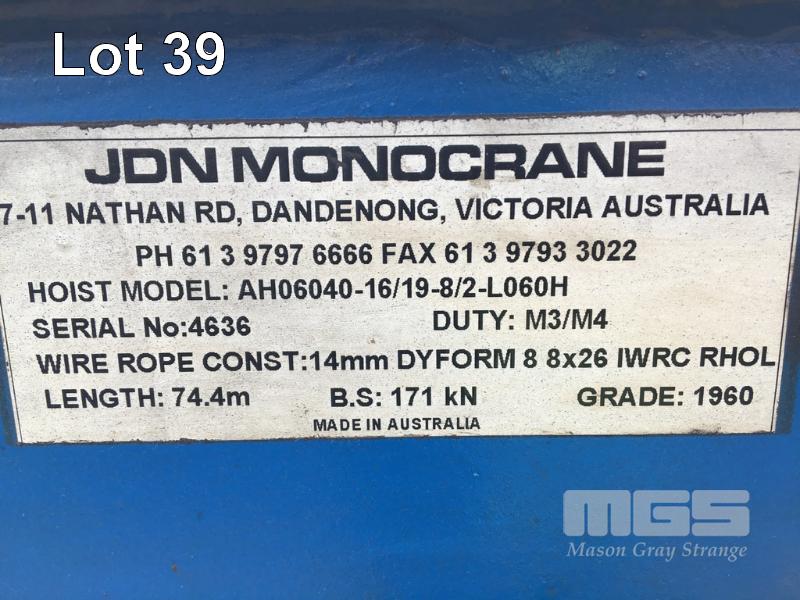 Lot 39
JDN MONOCRANE
7-11 NATHAN RD, DANDENONG, VICTORIA AUSTRALIA
PH 61 3 9797 6666 FAX 61 3 9793 3022
HOIST MODEL: AH06040-16/19-8/2-L060H
SERIAL No:4636 DUTY: M3/M4
WIRE ROPE CONST:14mm DYFORM 8 8x26 IWRC RHOL
LENGTH: 74.4m B.S: 171 kN GRADE: 1960
MADE IN AUSTRALIA
MGS
Mason Gray Strange